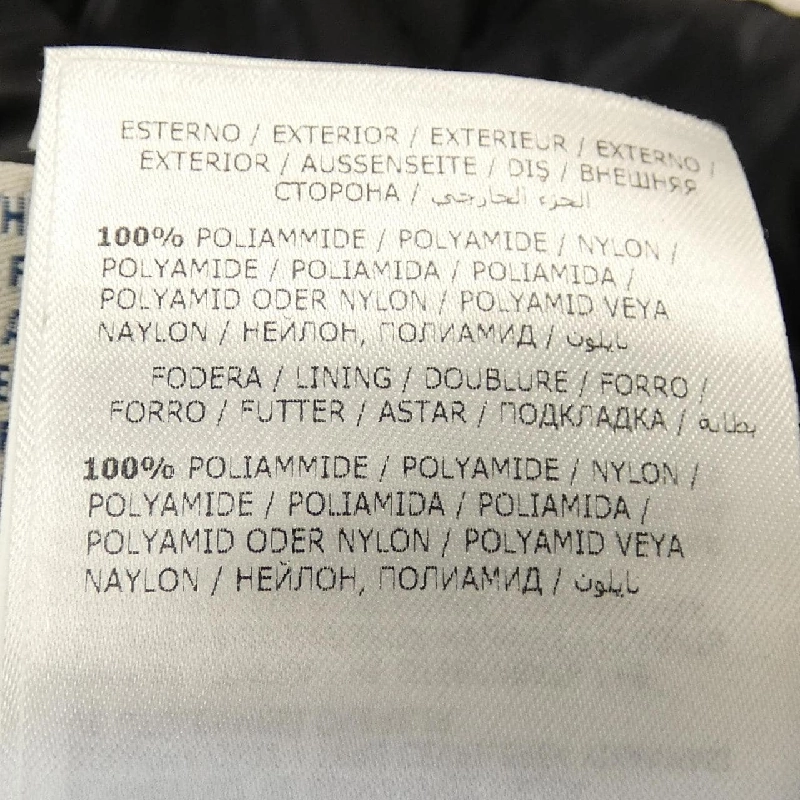 ESTERNO / EXTERIOR / EXTERIEUR / EXTERNO /
EXTERIOR / AUSSENSEITE / DIŞ / ВНЕШНЯЯ
СТОРОНА / الجزء الخارجي
100% POLIAMMIDE / POLYAMIDE / NYLON /
POLYAMIDE / POLIAMIDA / POLIAMIDA /
POLYAMID ODER NYLON / POLYAMID VEYA
NAYLON / НЕЙЛОН, ПОЛИАМИД / نايلون
FODERA / LINING / DOUBLURE / FORRO /
FORRO / FUTTER / ASTAR / ПОДКЛАДКА / بطانة
100% POLIAMMIDE / POLYAMIDE / NYLON /
POLYAMIDE / POLIAMIDA / POLIAMIDA /
POLYAMID ODER NYLON / POLYAMID VEYA
NAYLON / НЕЙЛОН, ПОЛИАМИД / نايلون